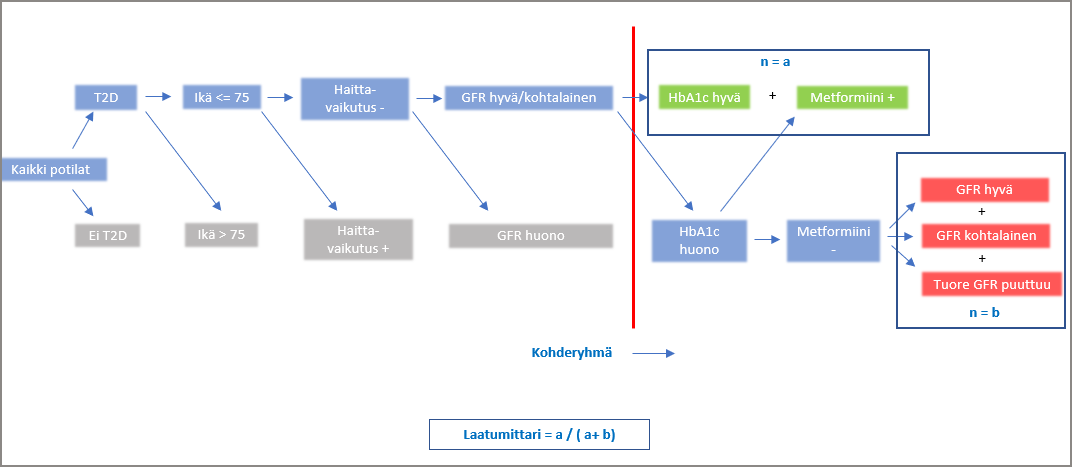 n = a
T2D
Ikä <= 75
Haitta-
vaikutus -
GFR hyvä/kohtalainen
HbA1c hyvä
+
Metformiini +
Kaikki potilat
Ei T2D
Ikä > 75
Haitta-
vaikutus +
GFR huono
HbA1c
huono
Metformiini
-
GFR hyvä
+
GFR kohtalainen
+
Tuore GFR puuttuu
n = b
Kohderyhmä
Laatumittari = a / ( a+ b)